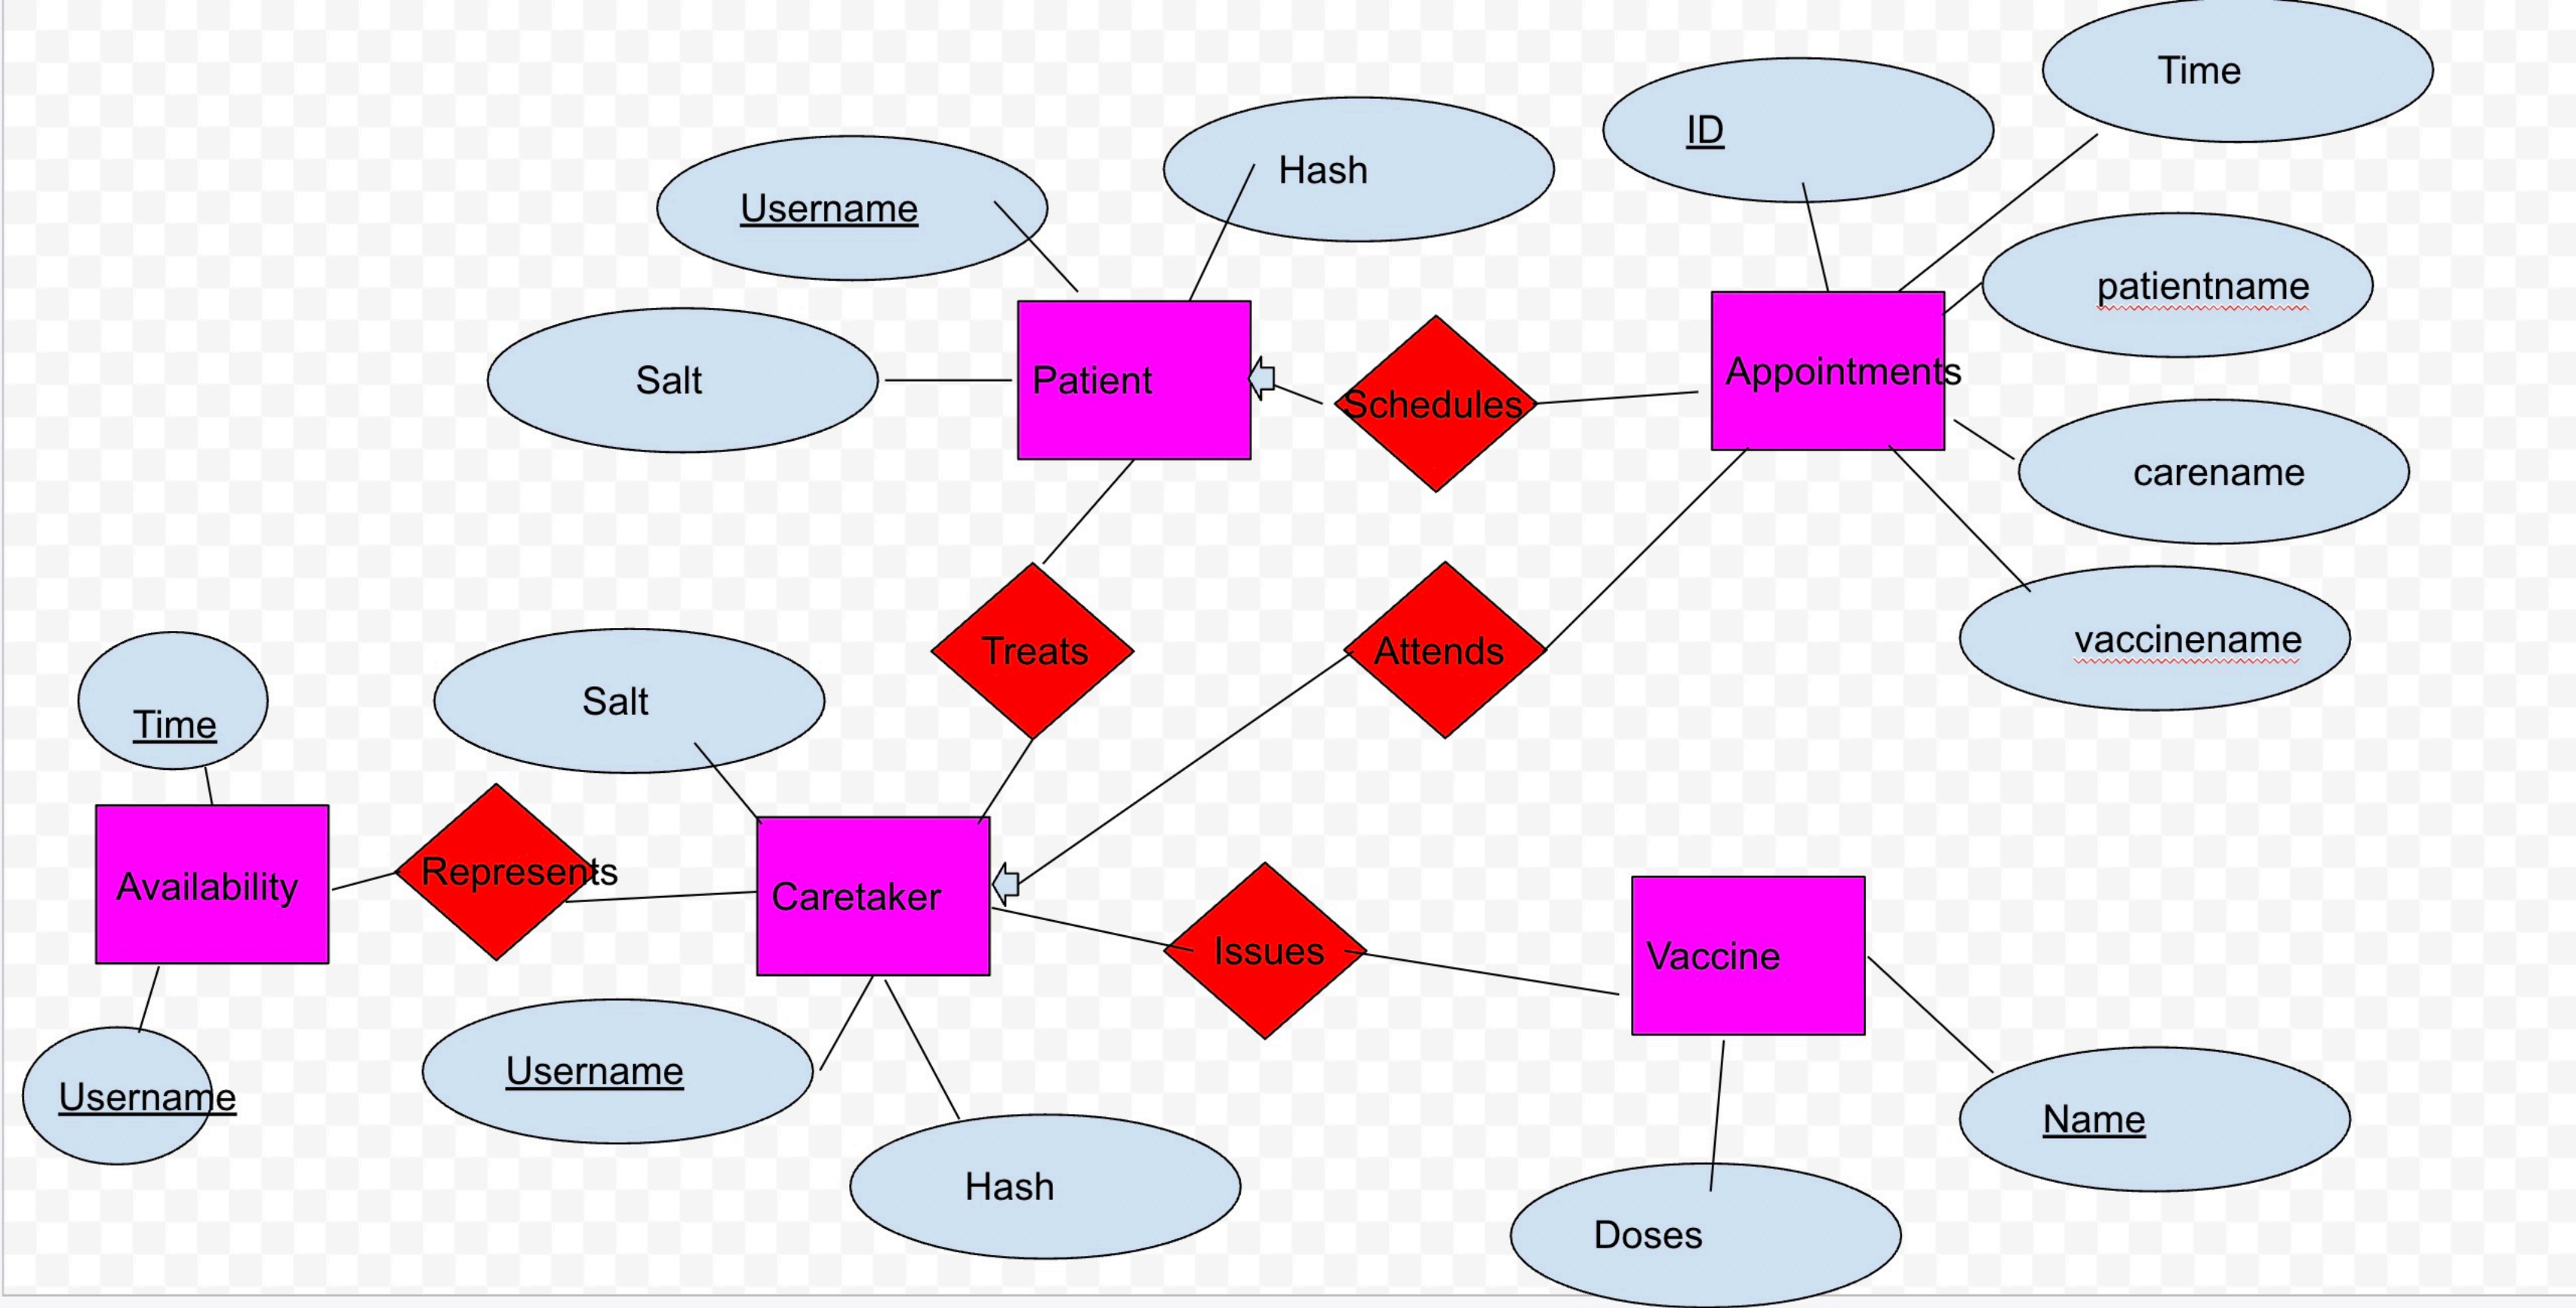 Time
ID
Hash
Username
patientname
Salt
Patient
Schedules
Appointments
carename
Treats
Attends
vaccinename
Time
Salt
Availability
Represents
Caretaker
Issues
Vaccine
Username
Username
Name
Hash
Doses